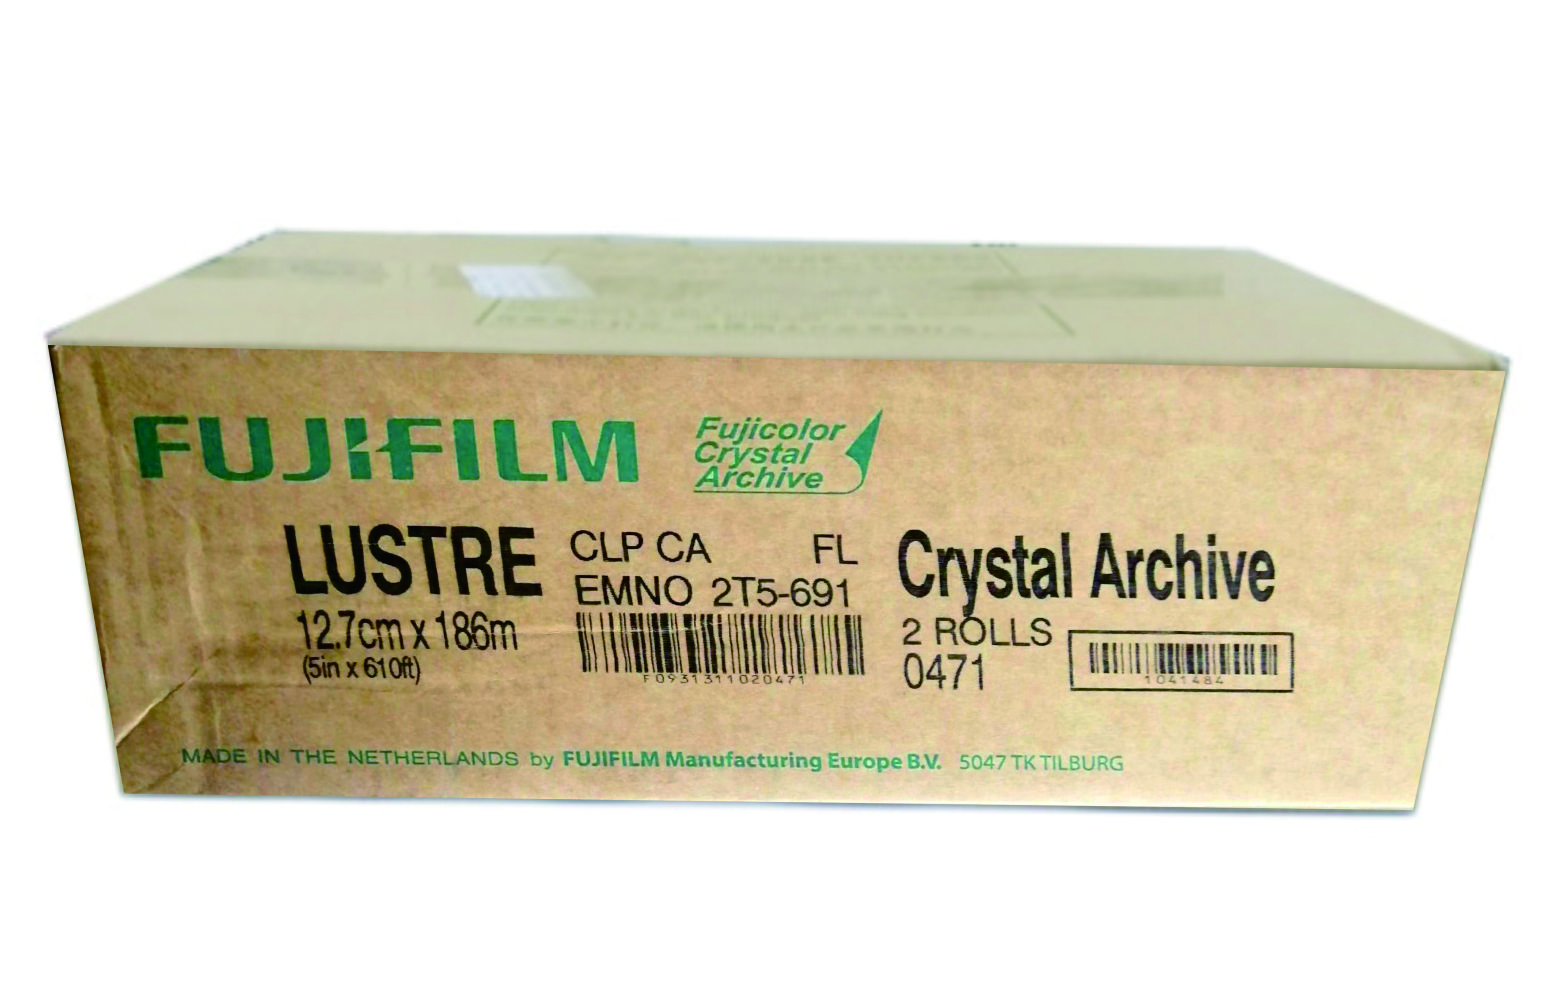 FUJIFILM
Fujicolor
Crystal
Archive
LUSTRE
12.7cm x 186m
(5in x 610ft)
CLP CA FL
EMNO 2T5-691
F0931311020471
Crystal Archive
2 ROLLS
0471
1041484
MADE IN THE NETHERLANDS by FUJIFILM Manufacturing Europe B.V. 5047 TK TILBURG